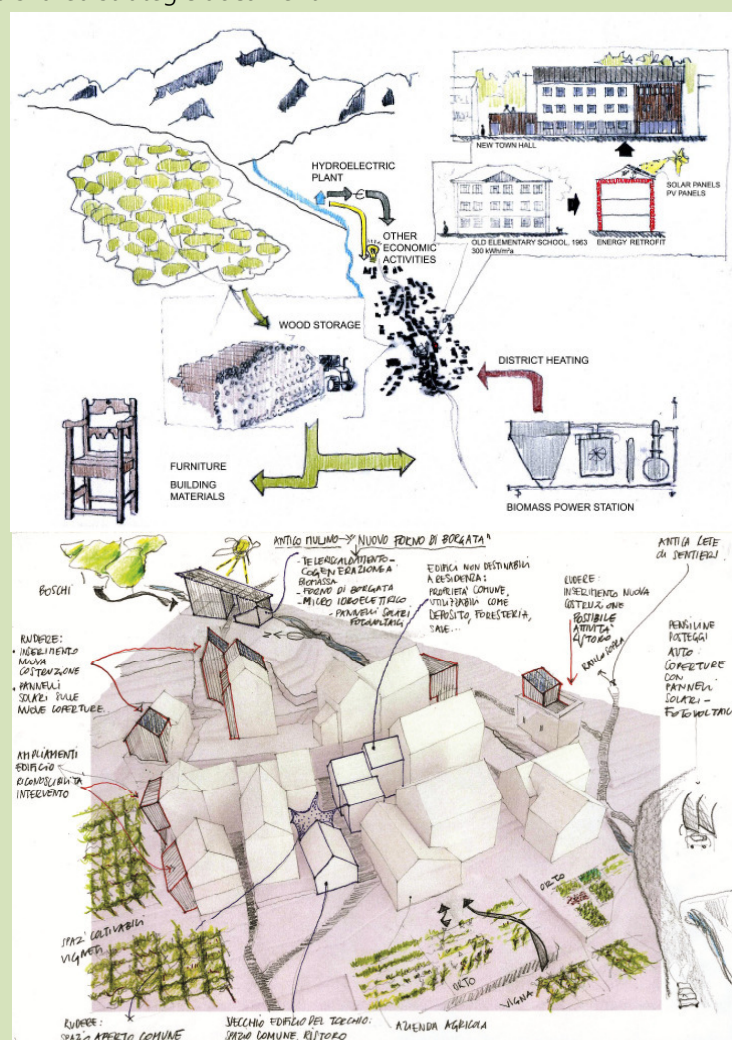 NEW TOWN HALL
HYDROELECTRIC
PLANT
SOLAR PANELS
PV PANELS
OTHER
ECONOMIC
ACTIVITIES
OLD ELEMENTARY SCHOOL, 1963
300 kWh/m²a
ENERGY RETROFIT
WOOD STORAGE
DISTRICT HEATING
FURNITURE
BUILDING
MATERIALS
BIOMASS POWER STATION
BOSCHI
ANTICO MULINO → "NUOVO FORNO DI BORGATA"
- TELERISCALDAMENTO -
COGENERAZIONE A
BIOMASSA
- FORNO DI BORGATA
- MICRO IDROELETTRICO
- PANNELLI SOLARI
FOTOVOLTAICI
EDIFICI NON DESTINABILI
A RESIDENZA:
PROPRIETÀ COMUNE,
UTILIZZABILI COME
DEPOSITO, FORESTERIA,
SALE...
RUDERE:
INSERIMENTO NUOVA
COSTRUZIONE
POSSIBILE
ATTIVITÀ
ANTICA RETE
di SENTIERI
PENSILINE
POSTEGGI
AUTO:
COPERTURE
CON
PANNELLI
SOLARI -
FOTOVOLTAICI
RUDERE:
• INSERIMENTO
NUOVA
COSTRUZIONE
• PANNELLI
SOLARI SULLE
NUOVE COPERTURE
AMPLIAMENTI
EDIFICIO
RICONOSCIBILITÀ
INTERVENTO
SPAZI COLTIVABILI
VIGNETI
ORTO
ORTO
VIGNA
RUDERE:
SPAZIO APERTO COMUNE
VECCHIO EDIFICIO DEL TORCHIO:
SPAZIO COMUNE, RISTORO
AZIENDA AGRICOLA